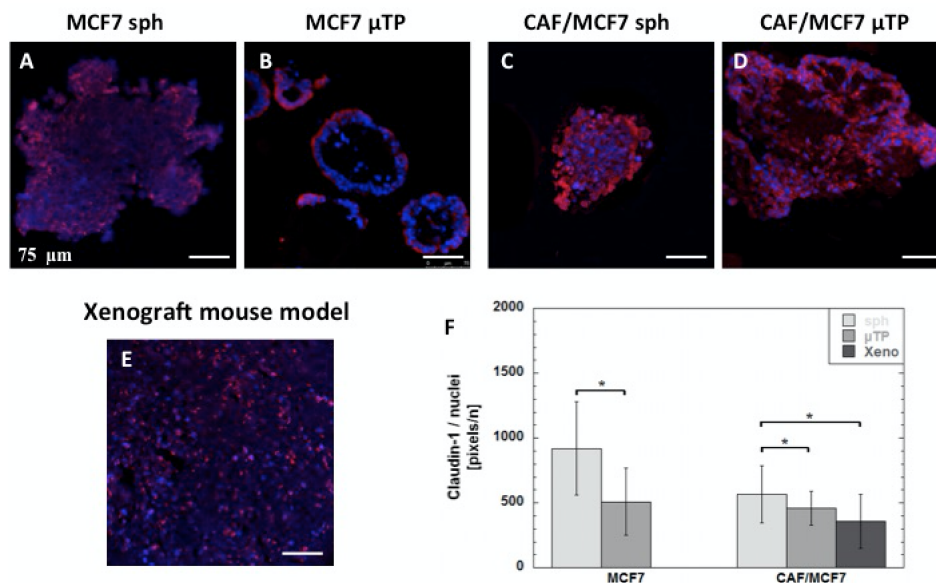 MCF7 sph
MCF7 µTP
CAF/MCF7 sph
CAF/MCF7 µTP
A
B
C
D
75 µm
Xenograft mouse model
E
F
2000
1500
1000
500
0
Claudin-1 / nuclei
[pixels/n]
sph
µTP
Xeno
*
*
*
MCF7
CAF/MCF7